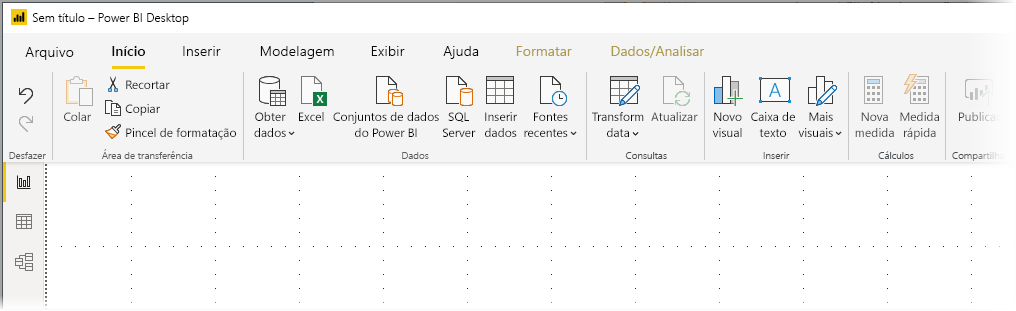 Sem título – Power BI Desktop
Arquivo Início Inserir Modelagem Exibir Ajuda Formatar Dados/Analisar
Colar
Recortar
Copiar
Pincel de formatação
Obter
dados
Excel
Conjuntos de dados
do Power BI
SQL
Server
Inserir
dados
Fontes
recentes
Transform
data
Atualizar
Novo
visual
A
Caixa de
texto
Mais
visuais
Nova
medida
Medida
rápida
Publicar
Desfazer Área de transferência Dados Consultas Inserir Cálculos Compartilha